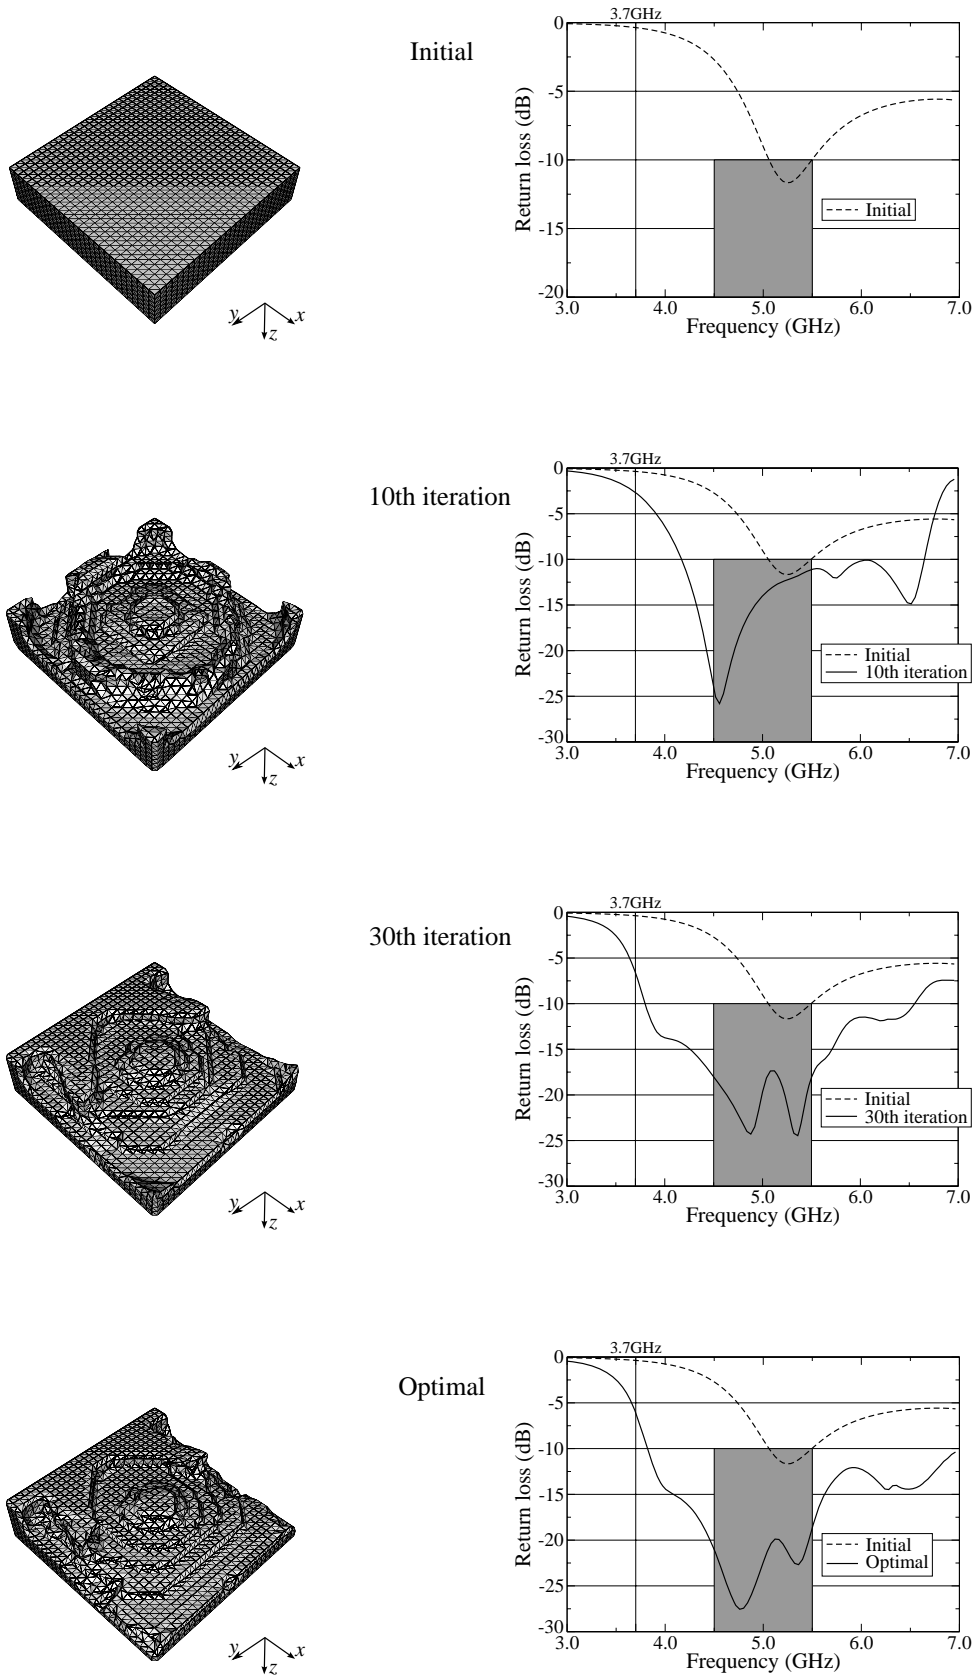 Initial
3.7GHz
0
-5
-10
-15
-20
Return loss (dB)
Initial
3.0 4.0 5.0 6.0 7.0
Frequency (GHz)
y x
z
10th iteration
3.7GHz
0
-5
-10
-15
-20
-25
-30
Return loss (dB)
Initial
10th iteration
3.0 4.0 5.0 6.0 7.0
Frequency (GHz)
y x
z
30th iteration
3.7GHz
0
-5
-10
-15
-20
-25
-30
Return loss (dB)
Initial
30th iteration
3.0 4.0 5.0 6.0 7.0
Frequency (GHz)
y x
z
Optimal
3.7GHz
0
-5
-10
-15
-20
-25
-30
Return loss (dB)
Initial
Optimal
3.0 4.0 5.0 6.0 7.0
Frequency (GHz)
y x
z